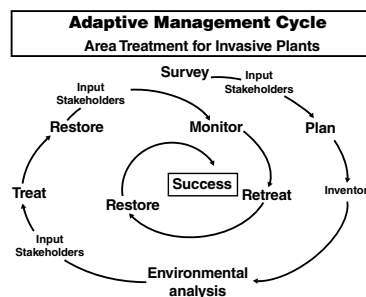 Adaptive Management Cycle
Area Treatment for Invasive Plants
Survey
Input
Stakeholders
Plan
Inventor
Environmental
analysis
Input
Stakeholders
Treat
Restore
Input
Stakeholders
Monitor
Retreat
Restore
Success